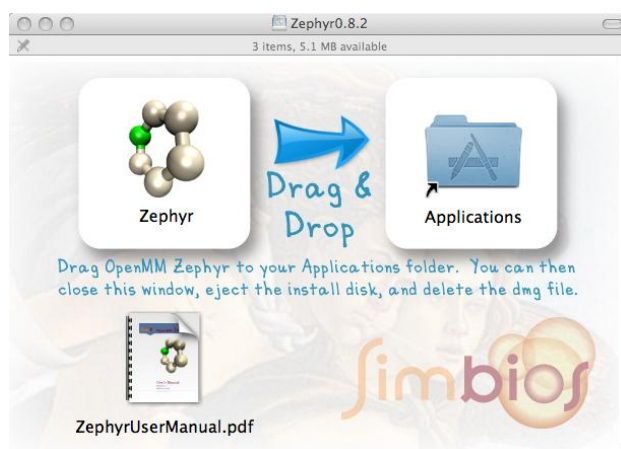 Zephyr0.8.2
3 items, 5.1 MB available
Drag &
Drop
Zephyr
Applications
Drag OpenMM Zephyr to your Applications folder. You can then
close this window, eject the install disk, and delete the dmg file.
User's Manual
simbios
ZephyrUserManual.pdf